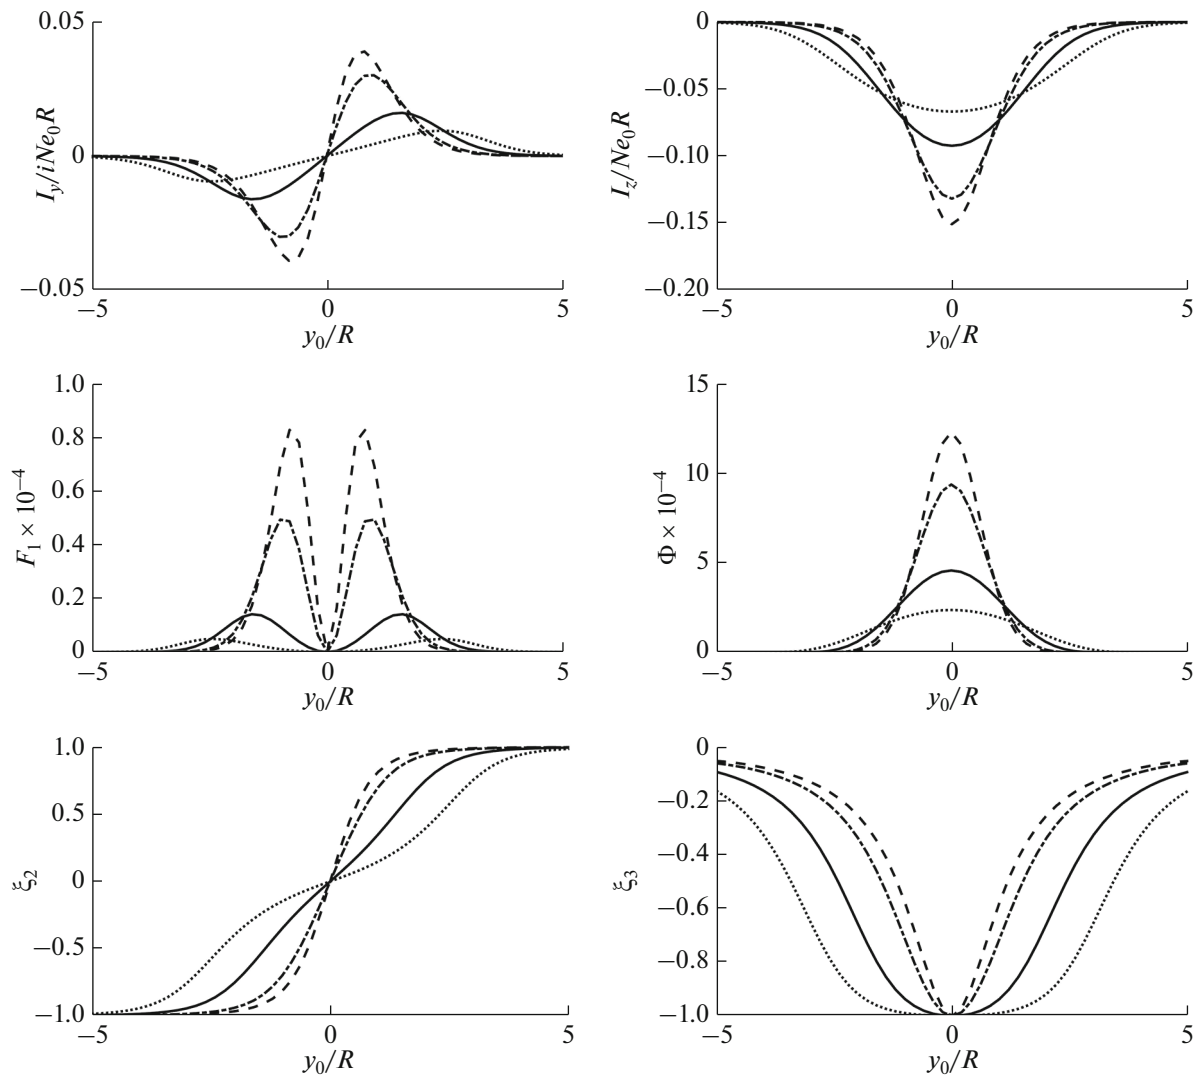 0.05
0
−0.05
I_y/iNe_0R
−5 0 5
y_0/R
0
−0.05
−0.10
−0.15
−0.20
I_z/Ne_0R
−5 0 5
y_0/R
1.0
0.8
0.6
0.4
0.2
0
F_1 × 10^−4
−5 0 5
y_0/R
15
10
5
0
Φ × 10^−4
−5 0 5
y_0/R
1.0
0.5
0
−0.5
−1.0
ξ_2
−5 0 5
y_0/R
0
−0.2
−0.4
−0.6
−0.8
−1.0
ξ_3
−5 0 5
y_0/R